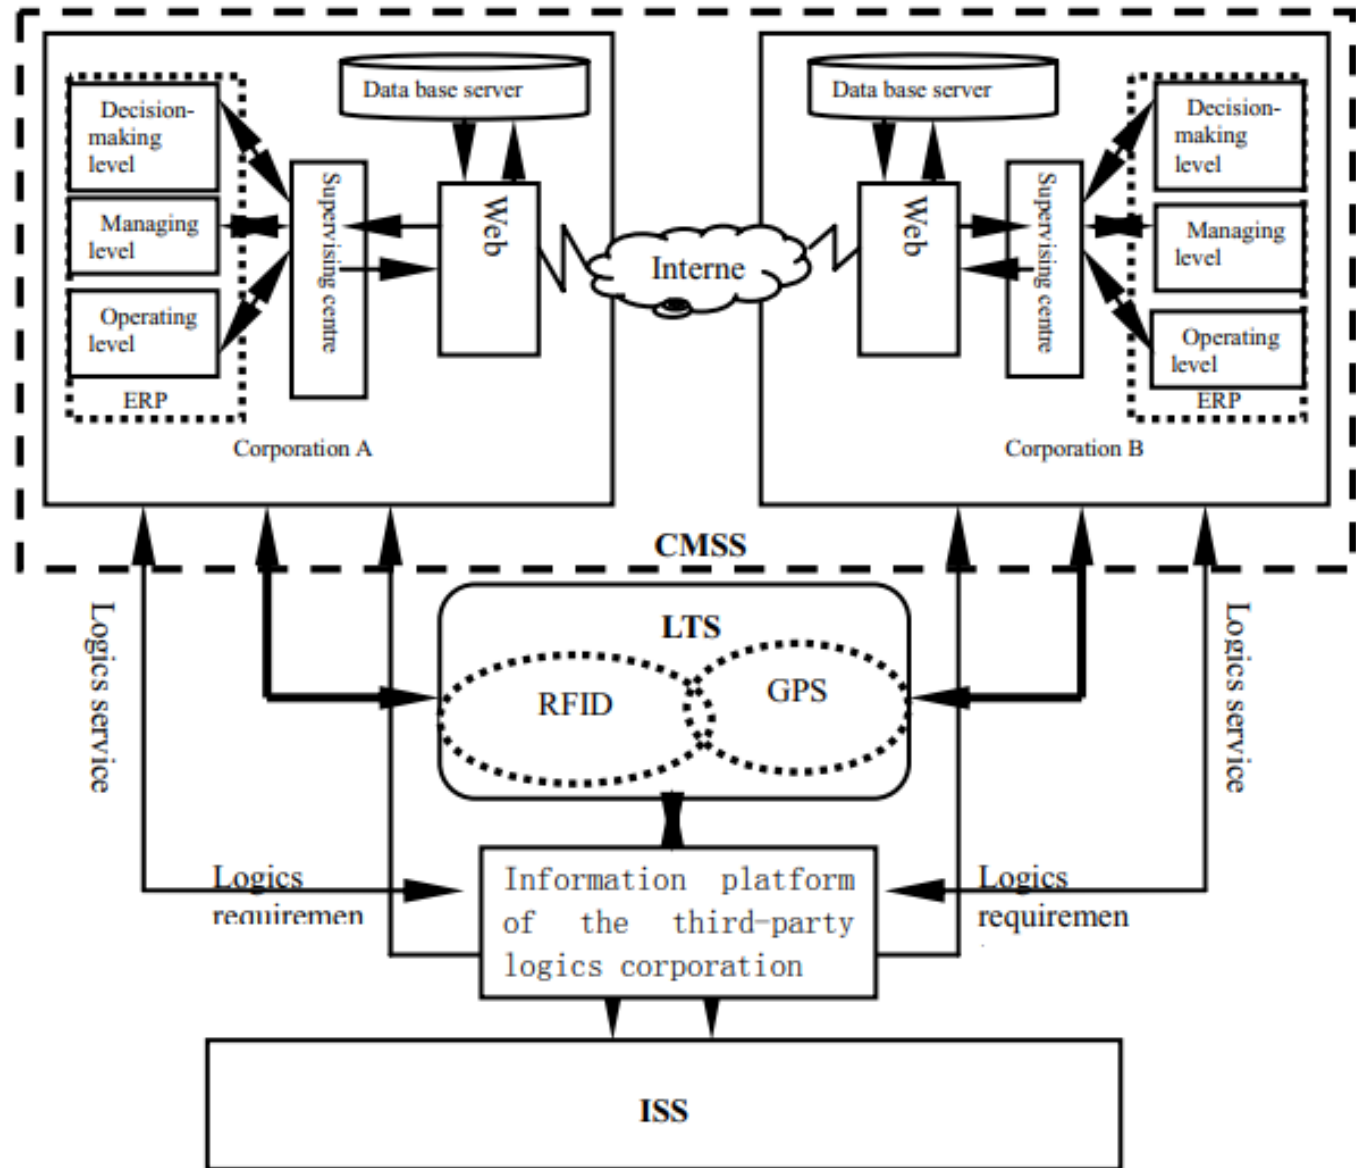 Data base server
Decision-
making
level
Managing
level
Operating
level
ERP
Supervising centre
Web
Corporation A
Interne
Data base server
Web
Supervising centre
Decision-
making
level
Managing
level
Operating
level
ERP
Corporation B
CMSS
Logics service
LTS
RFID
GPS
Logics service
Logics
requiremen
Information platform
of the third-party
logics corporation
Logics
requiremen
ISS